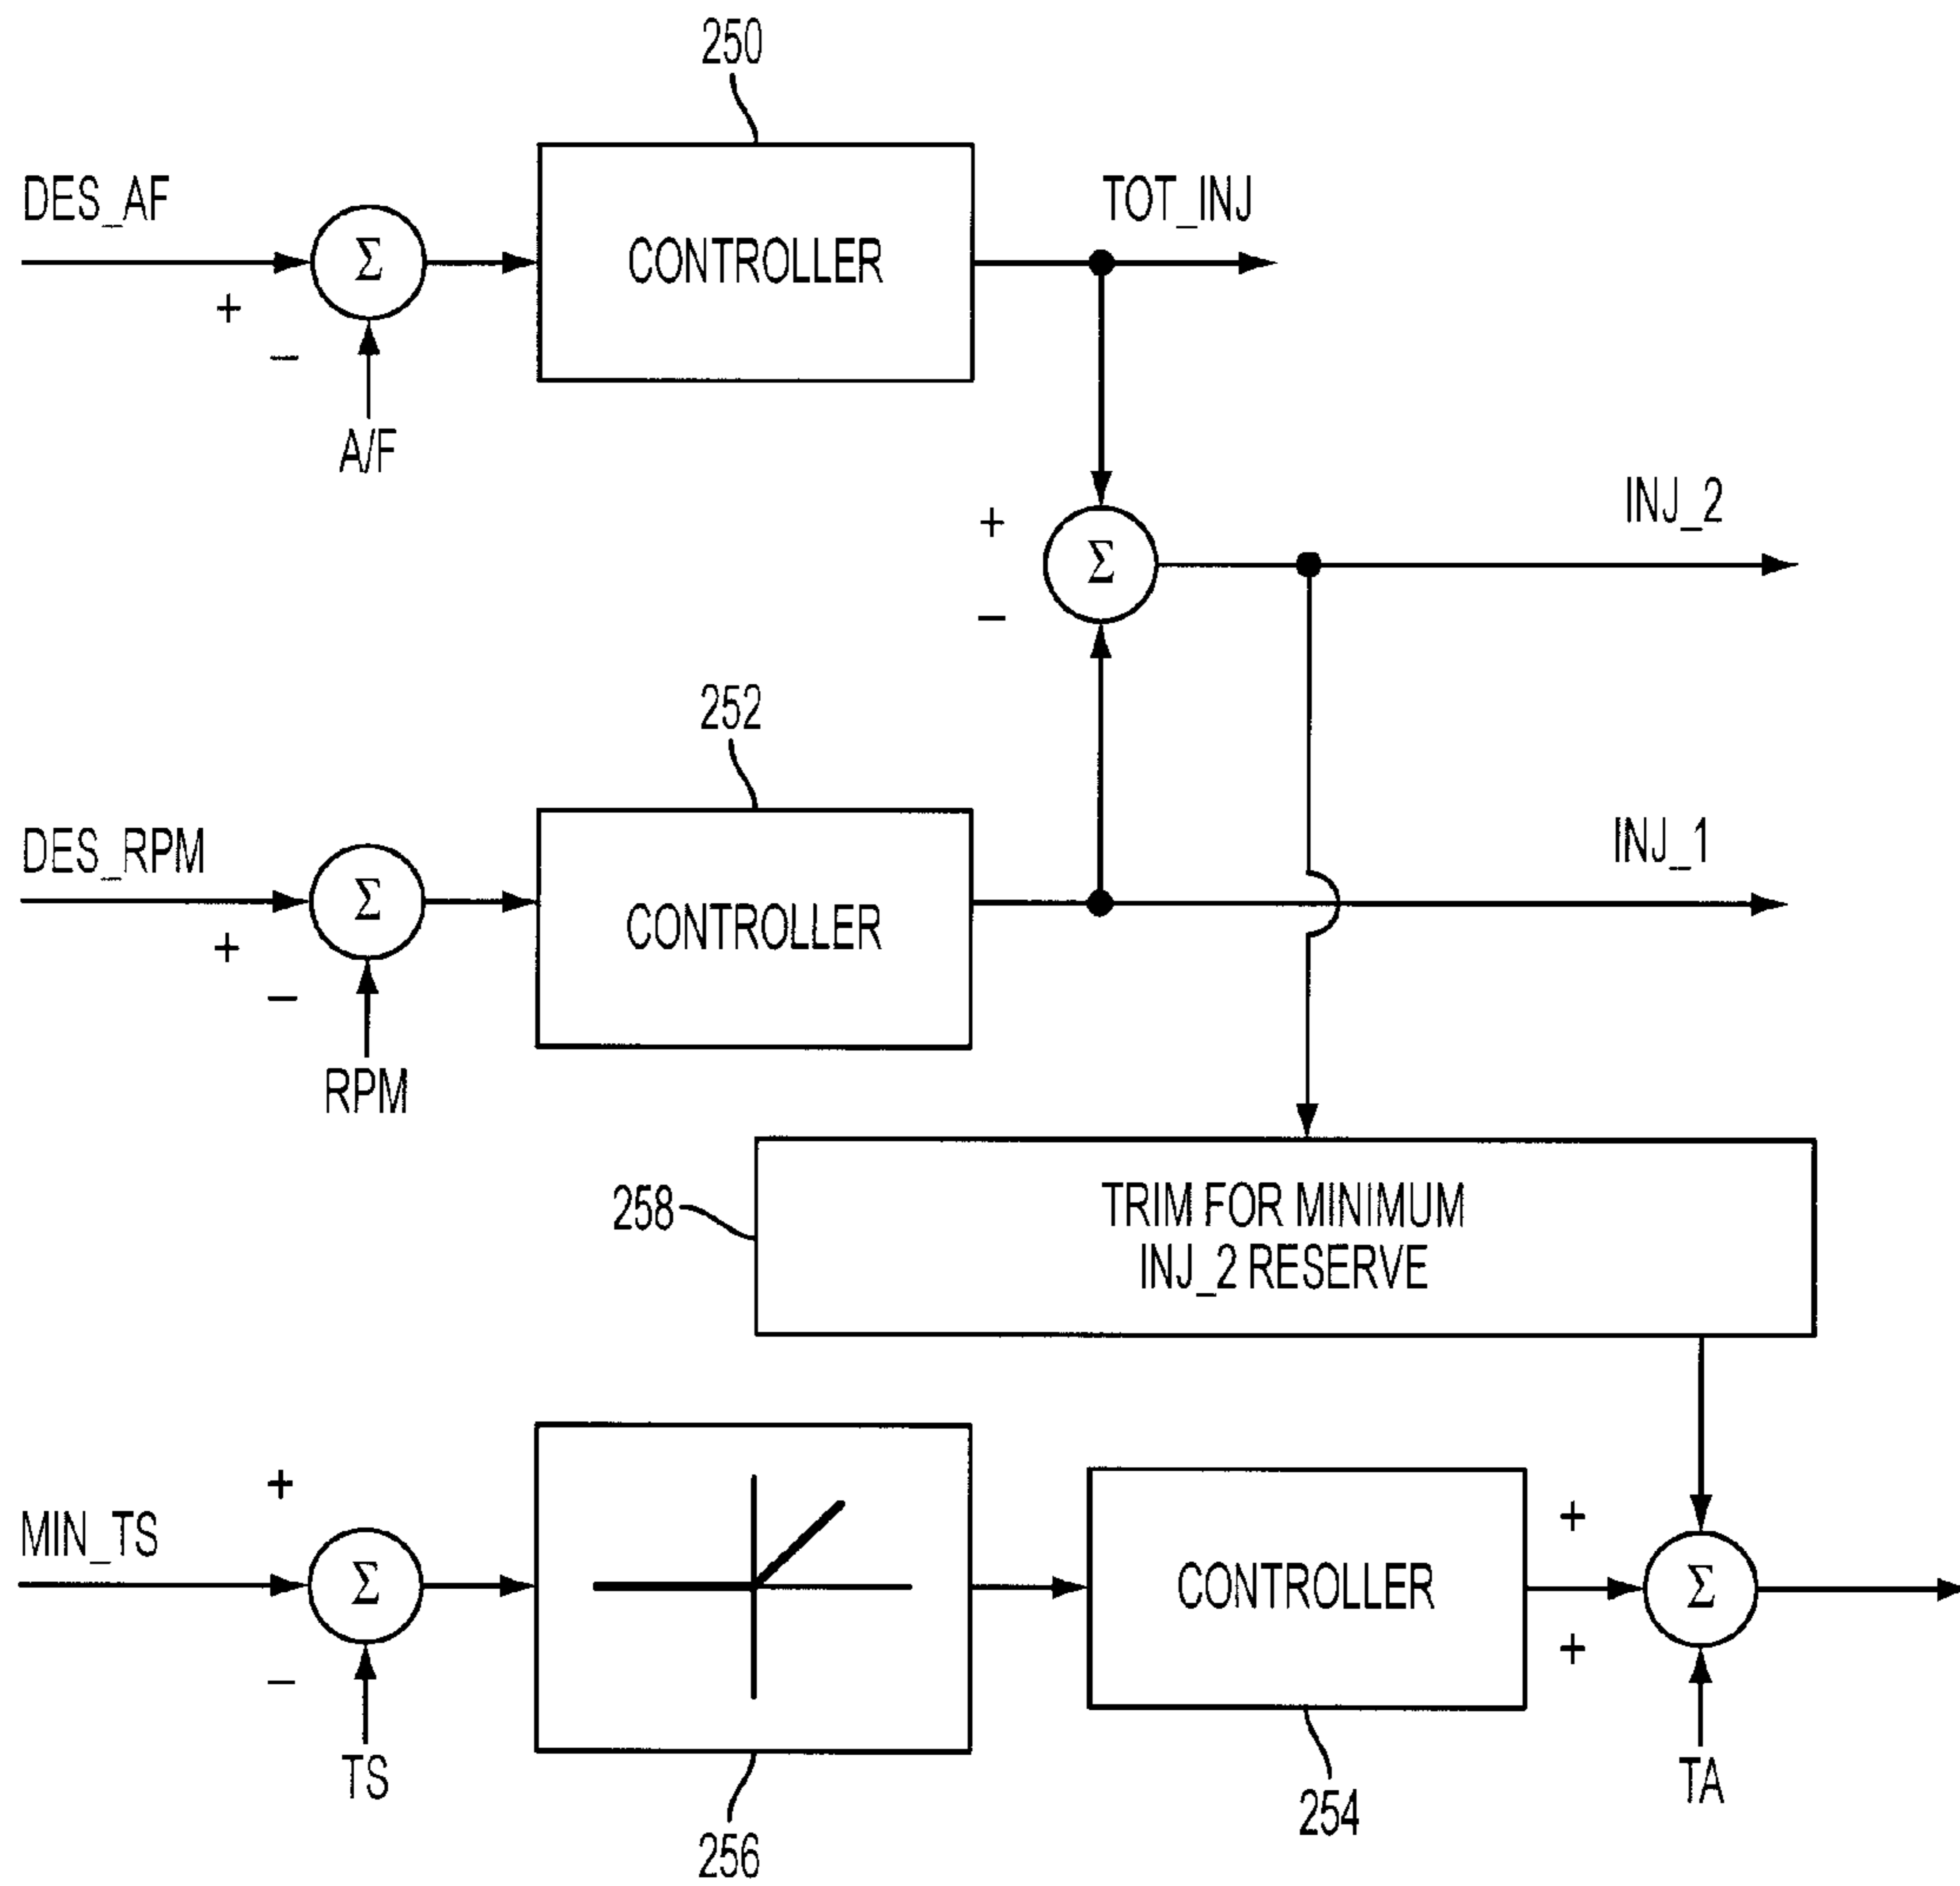 250
DES_AF
Σ
CONTROLLER
TOT_INJ
+
−
A/F
+
Σ
−
INJ_2
252
DES_RPM
Σ
CONTROLLER
INJ_1
+
−
RPM
258
TRIM FOR MINIMUM
INJ_2 RESERVE
MIN_TS
+
Σ
−
TS
256
CONTROLLER
254
+
+
Σ
TA